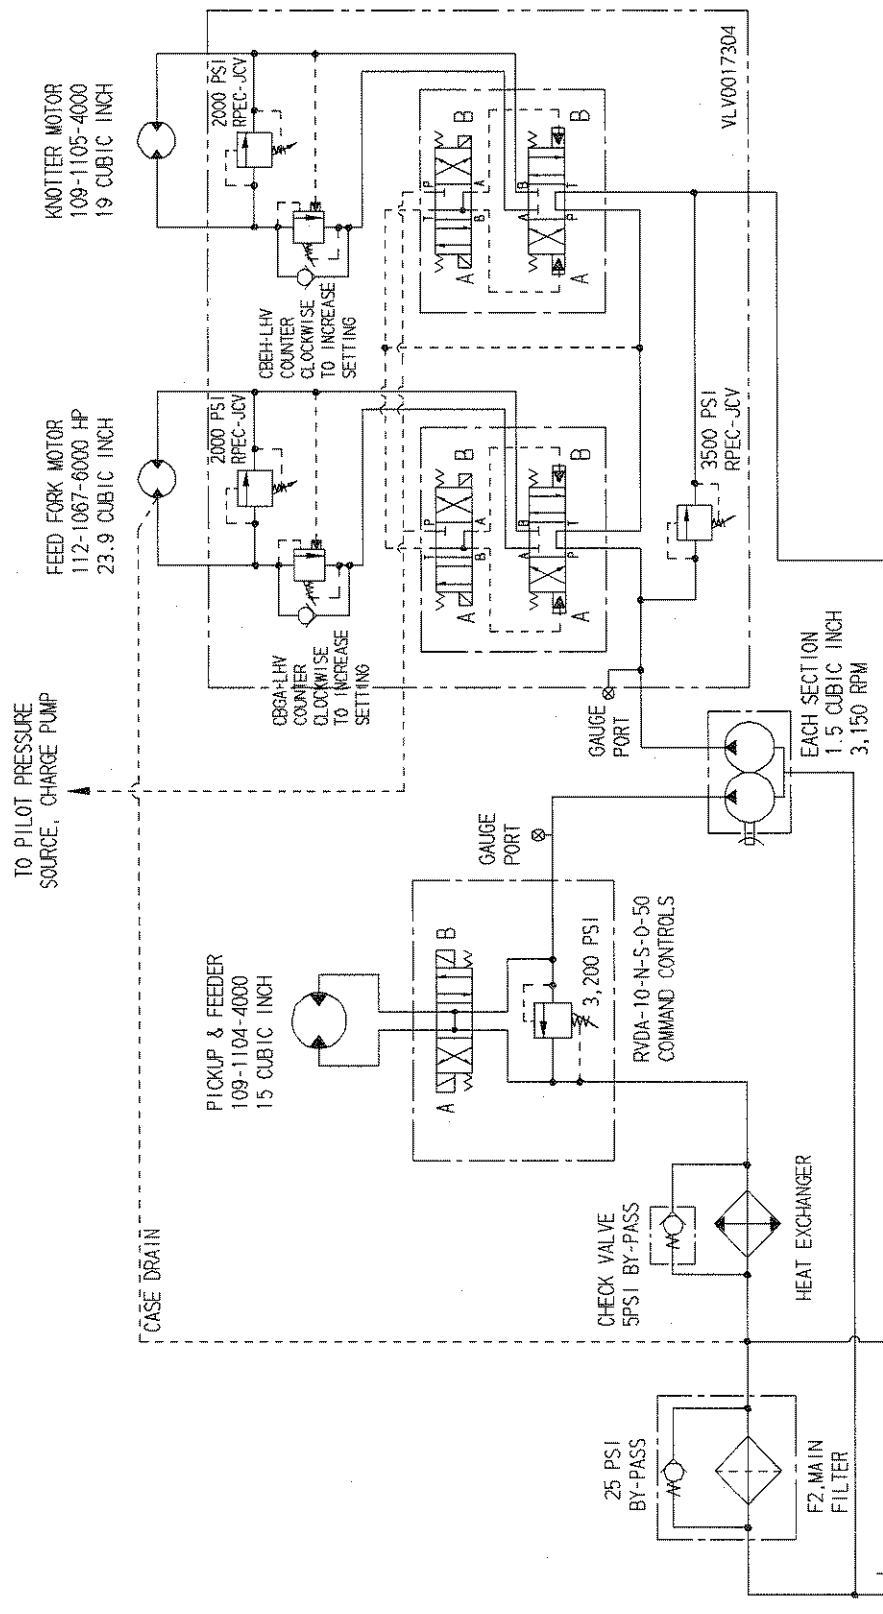 TO PILOT PRESSURE
SOURCE, CHARGE PUMP
KNOTTER MOTOR
109-1105-4000
19 CUBIC INCH
FEED FORK MOTOR
112-1067-6000 HP
23.9 CUBIC INCH
CASE DRAIN
2000 PSI
RPEC-JCV
CBEH-LHV
COUNTER
CLOCKWISE
TO INCREASE
SETTING
2000 PSI
RPEC-JCV
CBGA-LHV
COUNTER
CLOCKWISE
TO INCREASE
SETTING
A
B
T
P
B
A
A
B
A
B
P
T
A
B
T
P
B
A
A
B
A
B
P
T
VLV0017304
3500 PSI
RPEC-JCV
GAUGE
PORT
EACH SECTION
1.5 CUBIC INCH
3,150 RPM
GAUGE
PORT
PICKUP & FEEDER
109-1104-4000
15 CUBIC INCH
A
B
3,200 PSI
RVDA-10-N-S-0-50
COMMAND CONTROLS
CHECK VALVE
5PSI BY-PASS
HEAT EXCHANGER
25 PSI
BY-PASS
F2,MAIN
FILTER